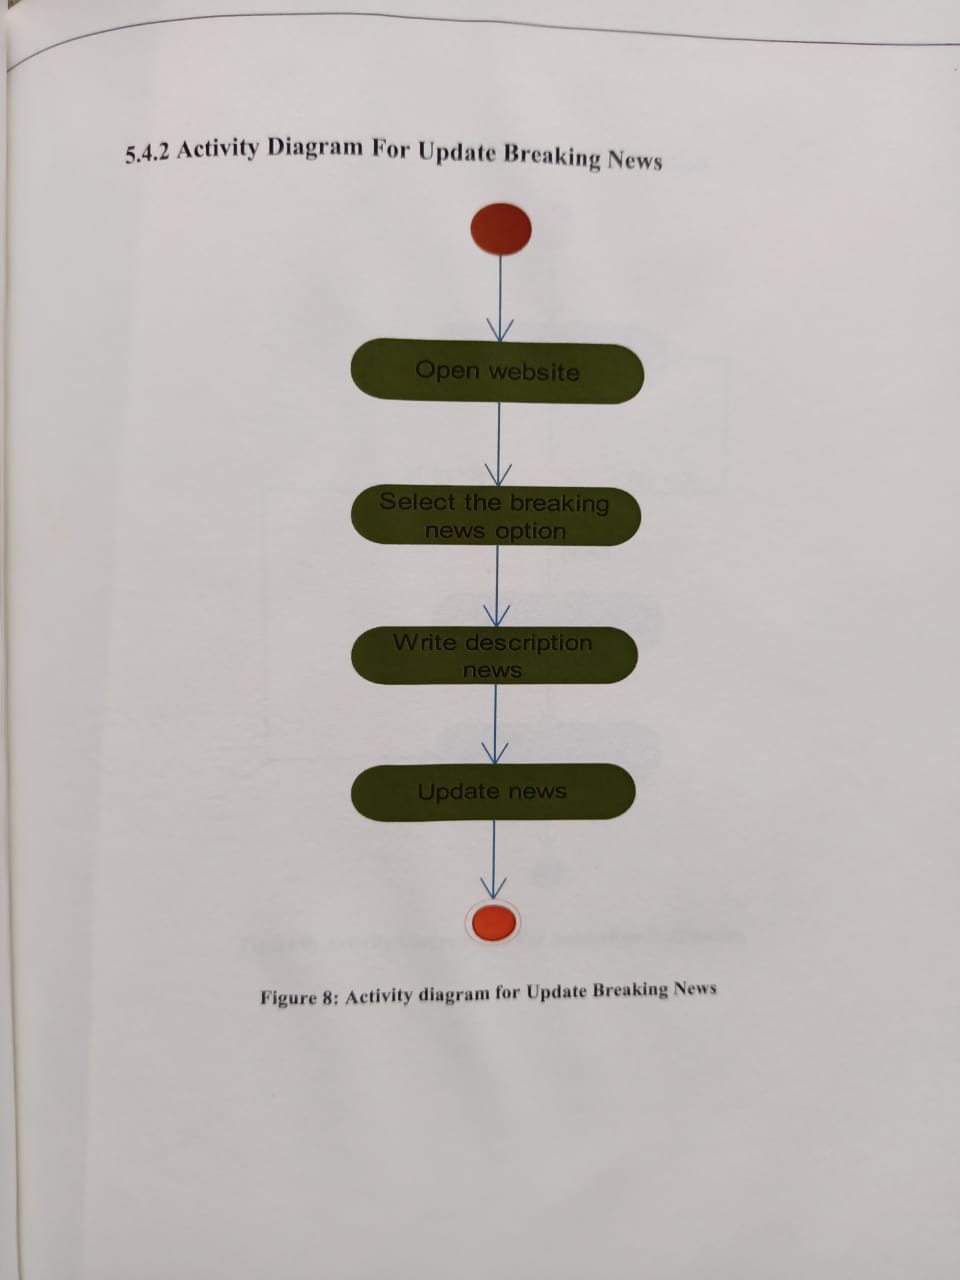 5.4.2 Activity Diagram For Update Breaking News
Open website
Select the breaking
news option
Write description
news
Update news
Figure 8: Activity diagram for Update Breaking News